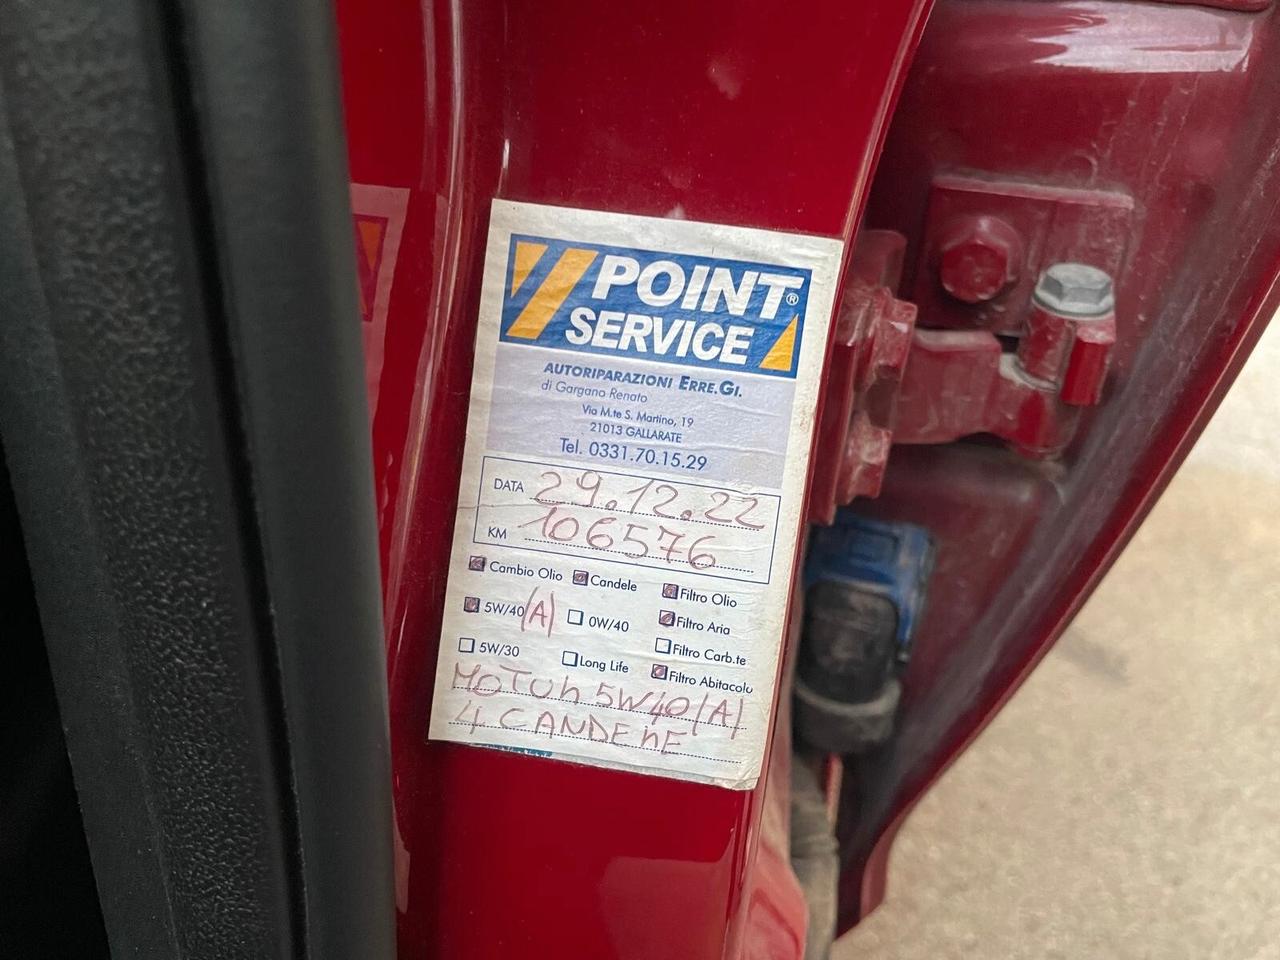 POINT®
SERVICE
AUTORIPARAZIONI ERRE.GI.
di Gargano Renato
Via M.te S. Martino, 19
21013 GALLARATE
Tel. 0331.70.15.29
DATA 29.12.22
KM 106576
Cambio Olio Candele Filtro Olio
5W/40 (A) 0W/40 Filtro Aria
5W/30 Long Life Filtro Carb.te
Filtro Abitacolo
MOTUL 5W40 (A)
4 CANDELE